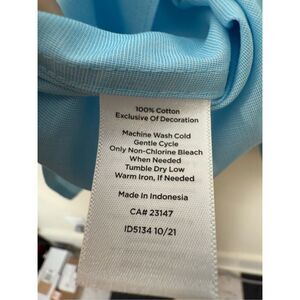 100% Cotton
Exclusive Of Decoration
Machine Wash Cold
Gentle Cycle
Only Non-Chlorine Bleach
When Needed
Tumble Dry Low
Warm Iron, If Needed
Made in Indonesia
CA# 23147
ID5134 10/21